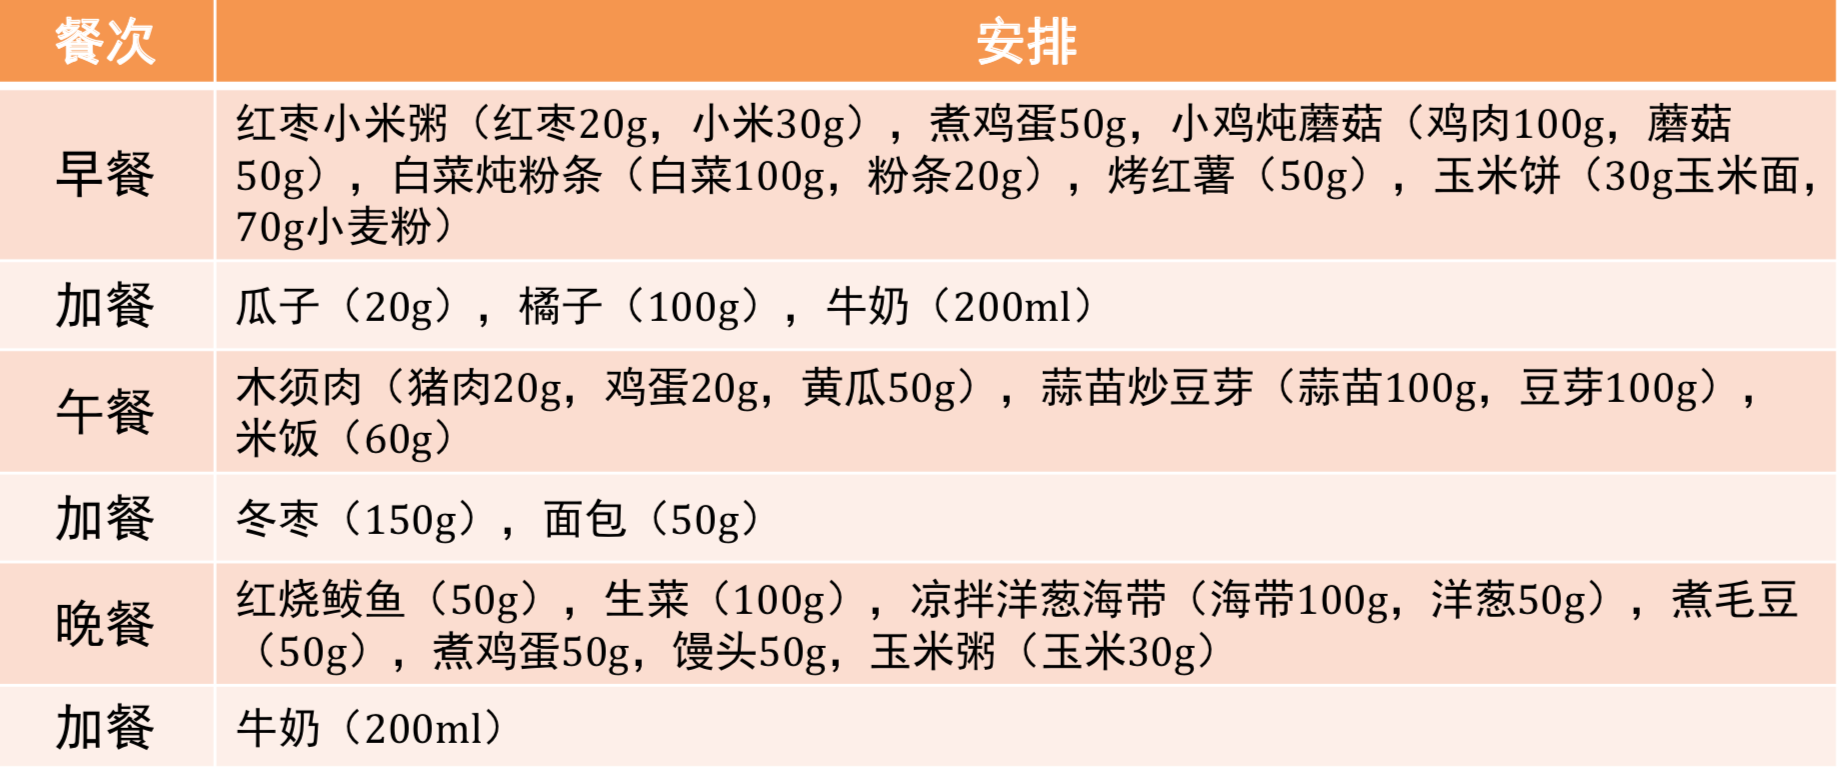 餐次 安排
早餐
红枣小米粥（红枣20g，小米30g），煮鸡蛋50g，小鸡炖蘑菇（鸡肉100g，蘑菇
50g），白菜炖粉条（白菜100g，粉条20g），烤红薯（50g），玉米饼（30g玉米面，
70g小麦粉）
加餐
瓜子（20g），橘子（100g），牛奶（200ml）
午餐
木须肉（猪肉20g，鸡蛋20g，黄瓜50g），蒜苗炒豆芽（蒜苗100g，豆芽100g），
米饭（60g）
加餐
冬枣（150g），面包（50g）
晚餐
红烧鲅鱼（50g），生菜（100g），凉拌洋葱海带（海带100g，洋葱50g），煮毛豆
（50g），煮鸡蛋50g，馒头50g，玉米粥（玉米30g）
加餐
牛奶（200ml）